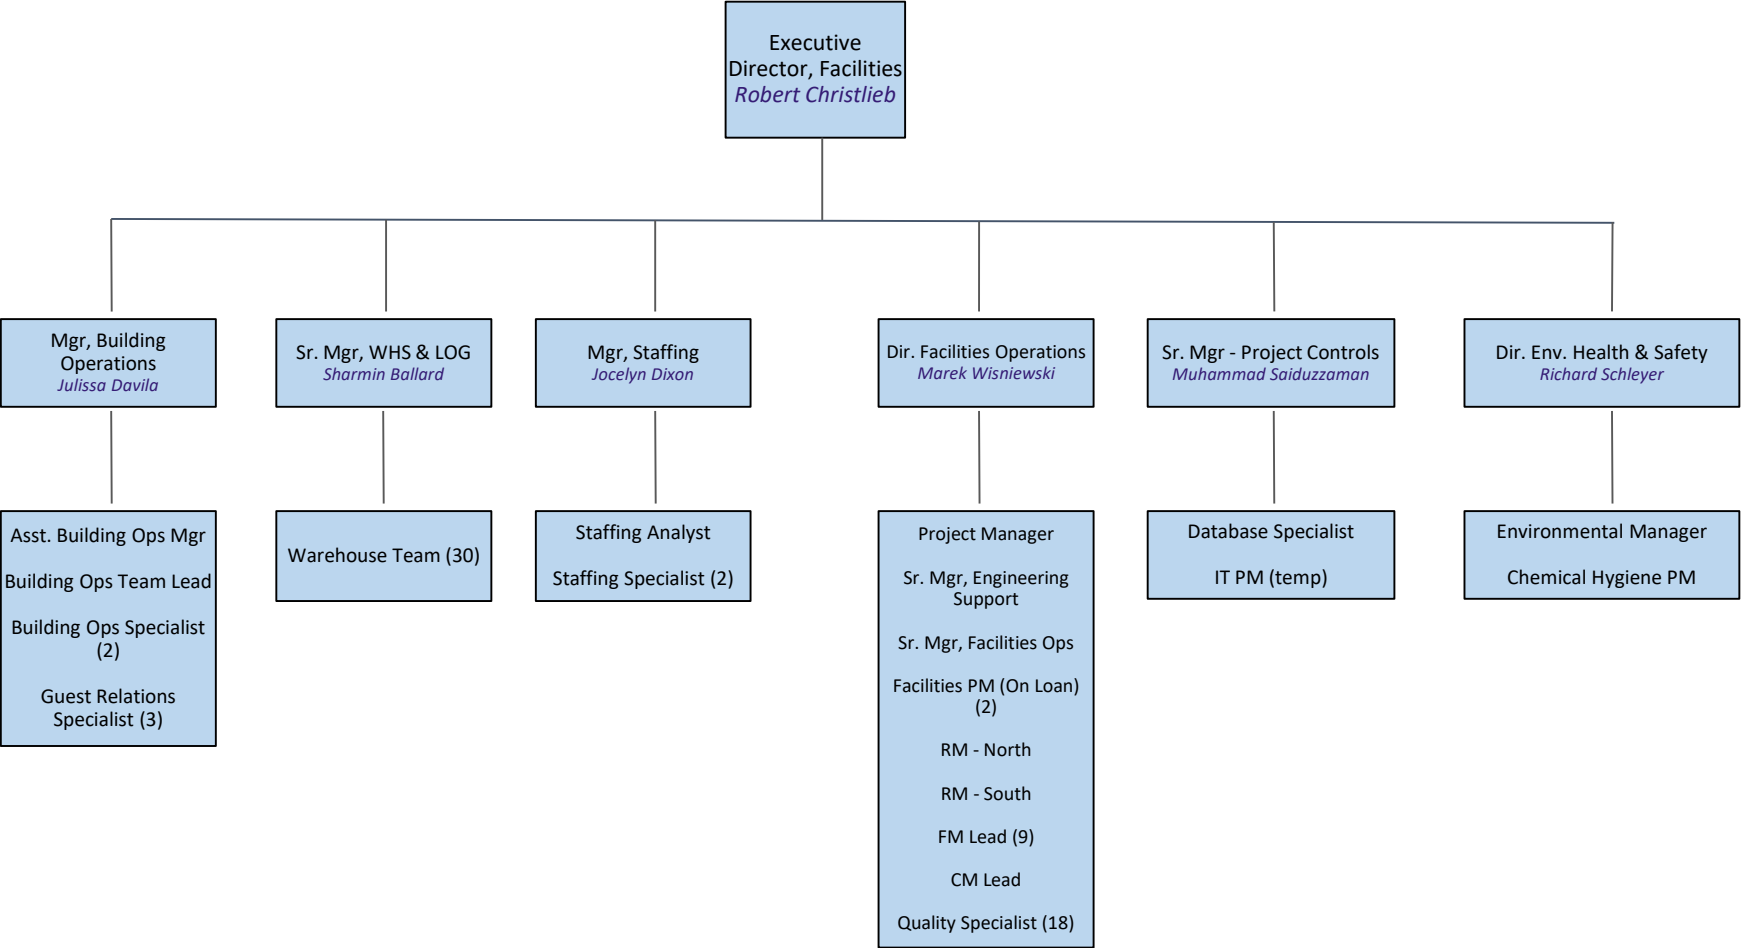 Executive
Director, Facilities
Robert Christlieb
Mgr, Building
Operations
Julissa Davila
Sr. Mgr, WHS & LOG
Sharmin Ballard
Mgr, Staffing
Jocelyn Dixon
Dir. Facilities Operations
Marek Wisniewski
Sr. Mgr - Project Controls
Muhammad Saiduzzaman
Dir. Env. Health & Safety
Richard Schleyer
Asst. Building Ops Mgr
Building Ops Team Lead
Building Ops Specialist
(2)
Guest Relations
Specialist (3)
Warehouse Team (30)
Staffing Analyst
Staffing Specialist (2)
Project Manager
Sr. Mgr, Engineering
Support
Sr. Mgr, Facilities Ops
Facilities PM (On Loan)
(2)
RM - North
RM - South
FM Lead (9)
CM Lead
Quality Specialist (18)
Database Specialist
IT PM (temp)
Environmental Manager
Chemical Hygiene PM